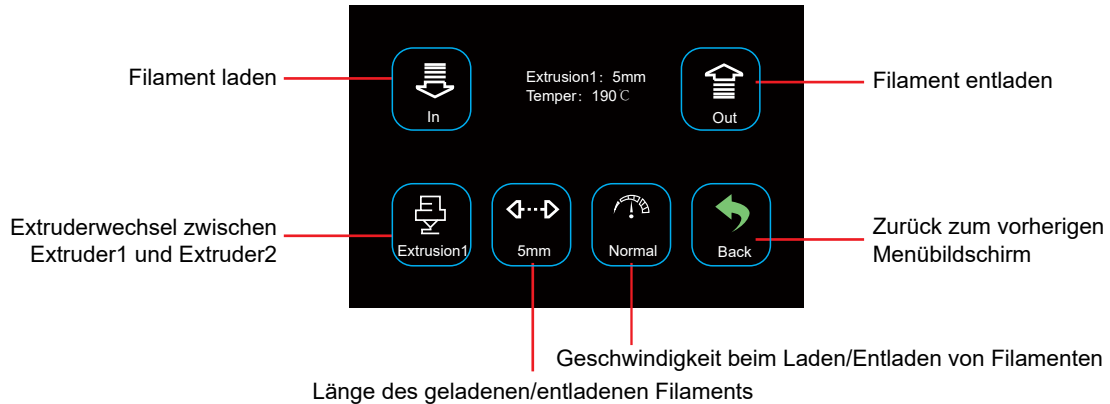 Filament laden
In
Extrusion1: 5mm
Temper: 190℃
Out
Filament entladen
Extruderwechsel zwischen
Extruder1 und Extruder2
Extrusion1
5mm
Normal
Back
Zurück zum vorherigen
Menübildschirm
Geschwindigkeit beim Laden/Entladen von Filamenten
Länge des geladenen/entladenen Filaments